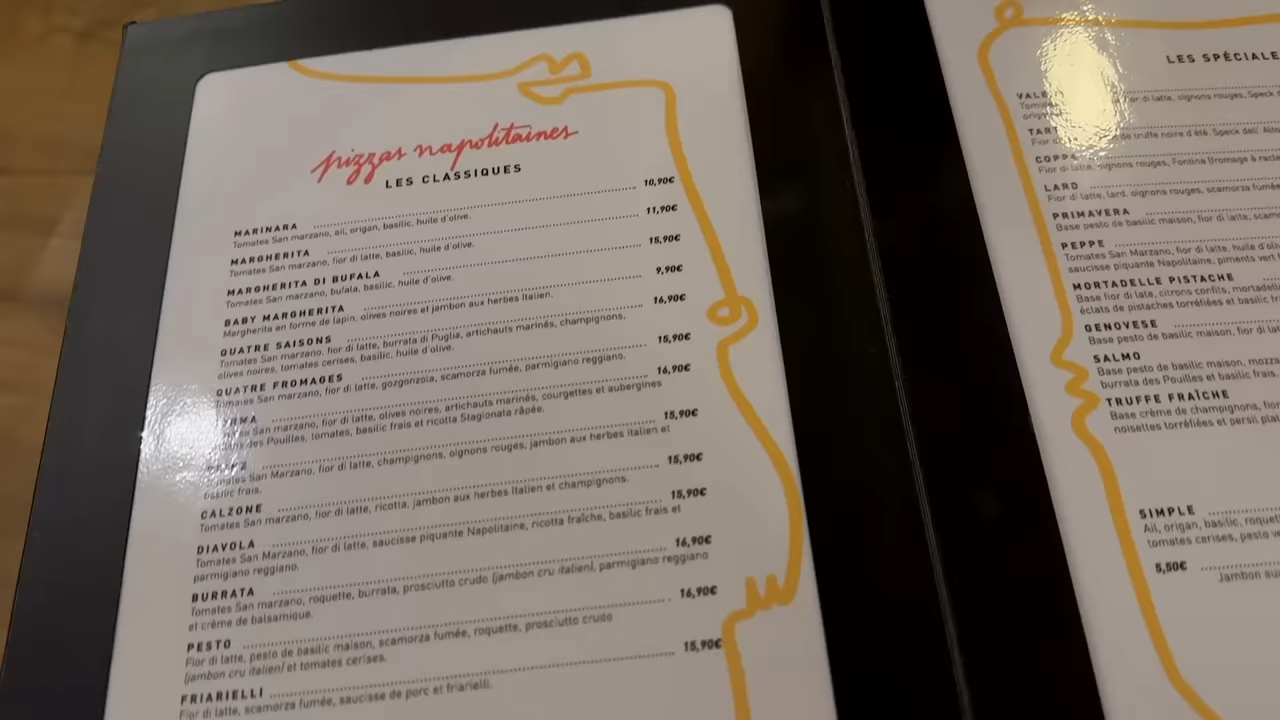 pizzas napolitaines
LES CLASSIQUES
MARINARA 10,90€
Tomates San marzano, ail, origan, basilic, huile d'olive.
MARGHERITA 11,90€
Tomates San marzano, fior di latte, basilic, huile d'olive.
MARGHERITA DI BUFALA 15,90€
Tomates San marzano, bufala, basilic, huile d'olive.
BABY MARGHERITA 9,90€
Margherita en forme de lapin, olives noires et jambon aux herbes Italien.
QUATRE SAISONS 16,90€
Tomates San marzano, fior di latte, burrata di Puglia, artichauts marinés, champignons,
olives noires, tomates cerises, basilic, huile d'olive.
QUATRE FROMAGES 15,90€
Tomates San marzano, fior di latte, gozgonzola, scamorza fumée, parmigiano reggiano.
16,90€
San Marzano, fior di latte, olives noires, artichauts marinés, courgettes et aubergines
des Pouilles, tomates, basilic frais et ricotta Stagionata râpée.
15,90€
Tomates San Marzano, fior di latte, champignons, oignons rouges, jambon aux herbes italien et
basilic frais.
CALZONE 15,90€
Tomates San marzano, fior di latte, ricotta, jambon aux herbes Italien et champignons.
DIAVOLA 15,90€
Tomates San Marzano, fior di latte, saucisse piquante Napolitaine, ricotta fraîche, basilic frais et
parmigiano reggiano.
BURRATA 16,90€
Tomates San marzano, roquette, burrata, prosciutto crudo (jambon cru italien), parmigiano reggiano
et crème de balsamique.
PESTO 16,90€
Fior di latte, pesto de basilic maison, scamorza fumée, roquette, prosciutto crudo
(jambon cru italien) et tomates cerises.
FRIARIELLI 15,90€
Fior di latte, scamorza fumée, saucisse de porc et friarielli.
LES SPÉCIALE
VALE
Tomate or di latte, oignons rouges, Speck d
TART
Fior d de truffe noire d'été, Speck dell' Alto
COPPA
Fior di latte, oignons rouges, Fontina (fromage à racle
LARD
Fior di latte, lard, oignons rouges, scamorza fumée
PRIMAVERA
Base pesto de basilic maison, fior di latte, scam
PEPPE
Tomates San Marzano, fior di latte, huile d'oli
saucisse piquante Napolitaine, piments vert
MORTADELLE PISTACHE
Base fior di late, citrons confits, mortadelle
éclats de pistaches torréfiées et basilic fr
GENOVESE
Base pesto de basilic maison, fior di lat
SALMO
Base pesto de basilic maison, mozza
burrata des Pouilles et basilic frais.
TRUFFE FRAÎCHE
Base crème de champignons, fior
noisettes torréfiées et persil plat
SIMPLE
Ail, origan, basilic, roquet
tomates cerises, pesto ve
5,50€
Jambon au